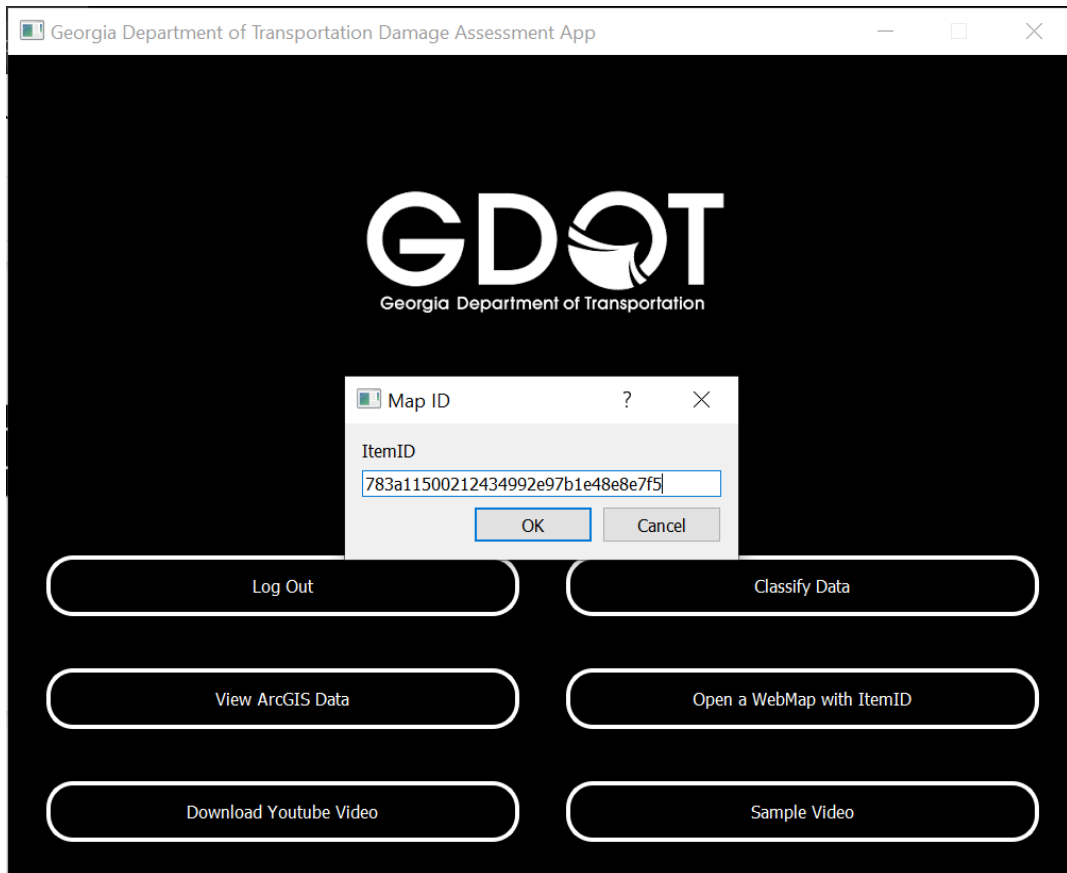 Georgia Department of Transportation Damage Assessment App
GDOT
Georgia Department of Transportation
Map ID
?
ItemID
783a11500212434992e97b1e48e8e7f5
OK Cancel
Log Out Classify Data
View ArcGIS Data Open a WebMap with ItemID
Download Youtube Video Sample Video